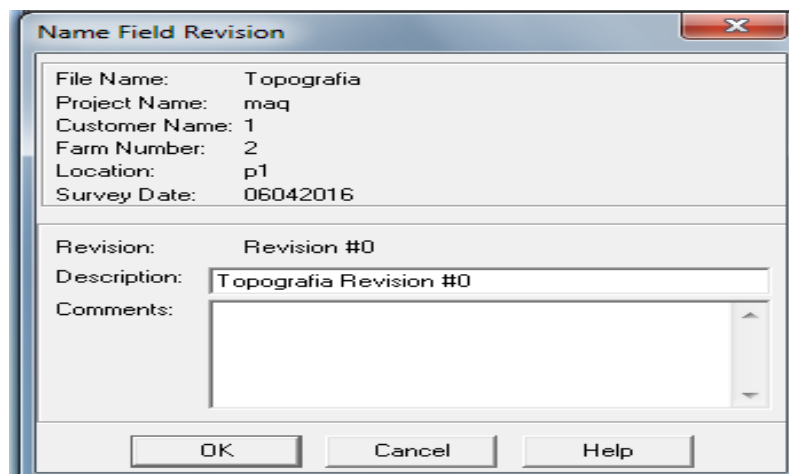 Name Field Revision
File Name: Topografia
Project Name: maq
Customer Name: 1
Farm Number: 2
Location: p1
Survey Date: 06042016
Revision: Revision #0
Description: Topografia Revision #0
Comments:
OK Cancel Help